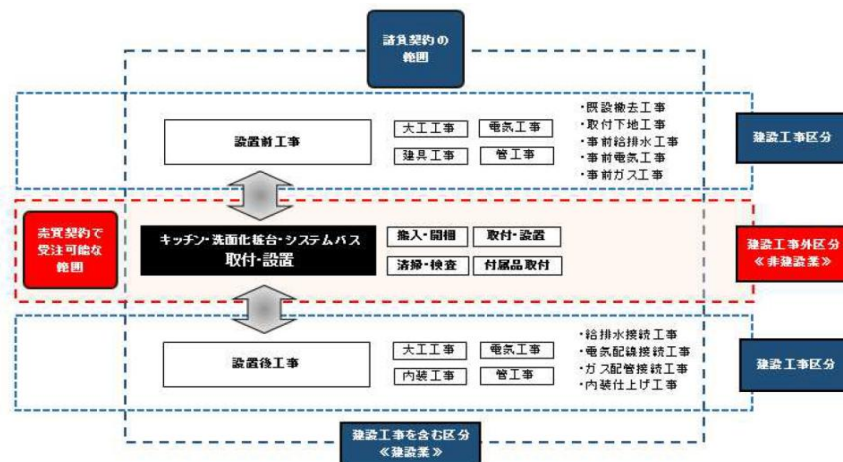 請負契約の
範囲
設置前工事
大工工事
電気工事
建具工事
管工事
・既設撤去工事
・取付下地工事
・事前給排水工事
・事前電気工事
・事前ガス工事
建設工事区分
売買契約で
受注可能な
範囲
キッチン・洗面化粧台・システムバス
取付・設置
搬入・開梱
取付・設置
清掃・検査
付属品取付
建設工事外区分
≪非建設業≫
設置後工事
大工工事
電気工事
内装工事
管工事
・給排水接続工事
・電気配線接続工事
・ガス配管接続工事
・内装仕上げ工事
建設工事区分
建設工事を含む区分
≪建設業≫